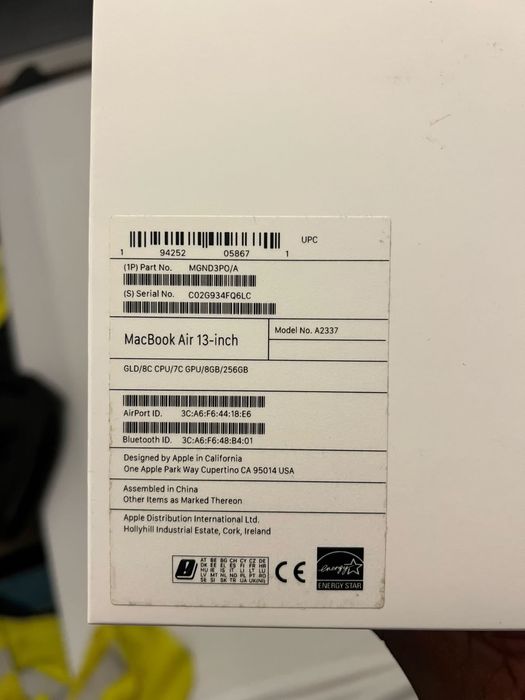 UPC
1 94252 05867 1
(1P) Part No. MGND3PO/A
(S) Serial No. C02G934FQ6LC
MacBook Air 13-inch
Model No. A2337
GLD/8C CPU/7C GPU/8GB/256GB
AirPort ID. 3C:A6:F6:44:18:E6
Bluetooth ID. 3C:A6:F6:48:B4:01
Designed by Apple in California
One Apple Park Way Cupertino CA 95014 USA
Assembled in China
Other Items as Marked Thereon
Apple Distribution International Ltd.
Hollyhill Industrial Estate, Cork, Ireland
AT BE BG CH CY CZ DE
DK EE EL ES FI FR HR
HU IE IS IT LI LT LU
LV MT NL NO PL PT RO
SE SI SK TR UA UK(NI)
CE
energy
ENERGY STAR